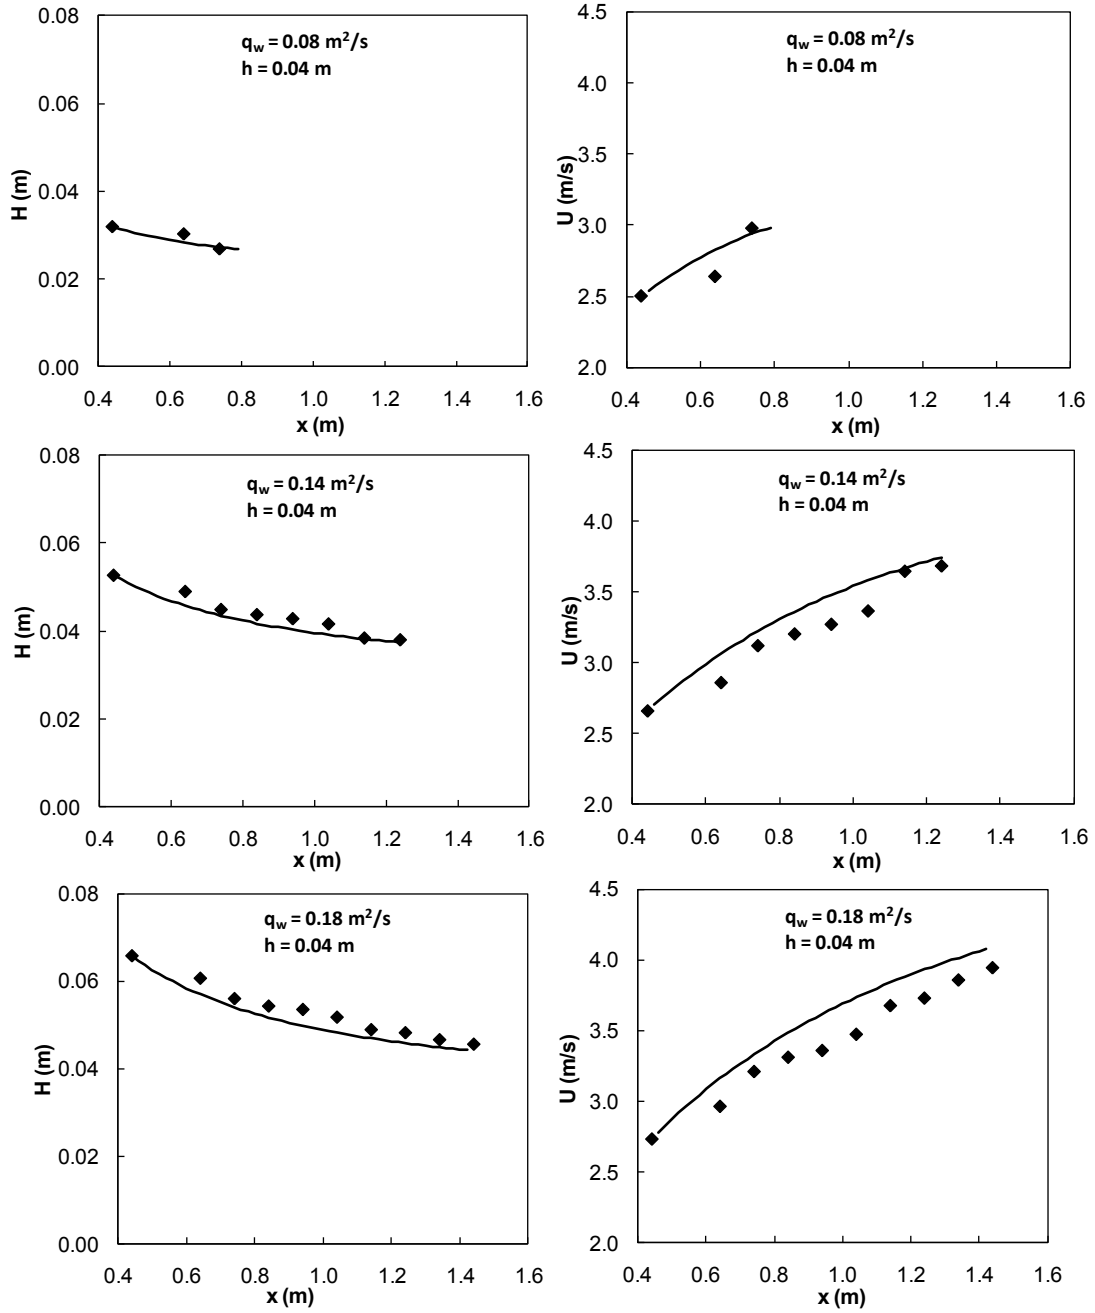 q_w = 0.08 m²/s
h = 0.04 m
H (m)
0.08
0.06
0.04
0.02
0.00
0.4 0.6 0.8 1.0 1.2 1.4 1.6
x (m)
q_w = 0.08 m²/s
h = 0.04 m
U (m/s)
4.5
4.0
3.5
3.0
2.5
2.0
0.4 0.6 0.8 1.0 1.2 1.4 1.6
x (m)
q_w = 0.14 m²/s
h = 0.04 m
H (m)
0.08
0.06
0.04
0.02
0.00
0.4 0.6 0.8 1.0 1.2 1.4 1.6
x (m)
q_w = 0.14 m²/s
h = 0.04 m
U (m/s)
4.5
4.0
3.5
3.0
2.5
2.0
0.4 0.6 0.8 1.0 1.2 1.4 1.6
x (m)
q_w = 0.18 m²/s
h = 0.04 m
H (m)
0.08
0.06
0.04
0.02
0.00
0.4 0.6 0.8 1.0 1.2 1.4 1.6
x (m)
q_w = 0.18 m²/s
h = 0.04 m
U (m/s)
4.5
4.0
3.5
3.0
2.5
2.0
0.4 0.6 0.8 1.0 1.2 1.4 1.6
x (m)